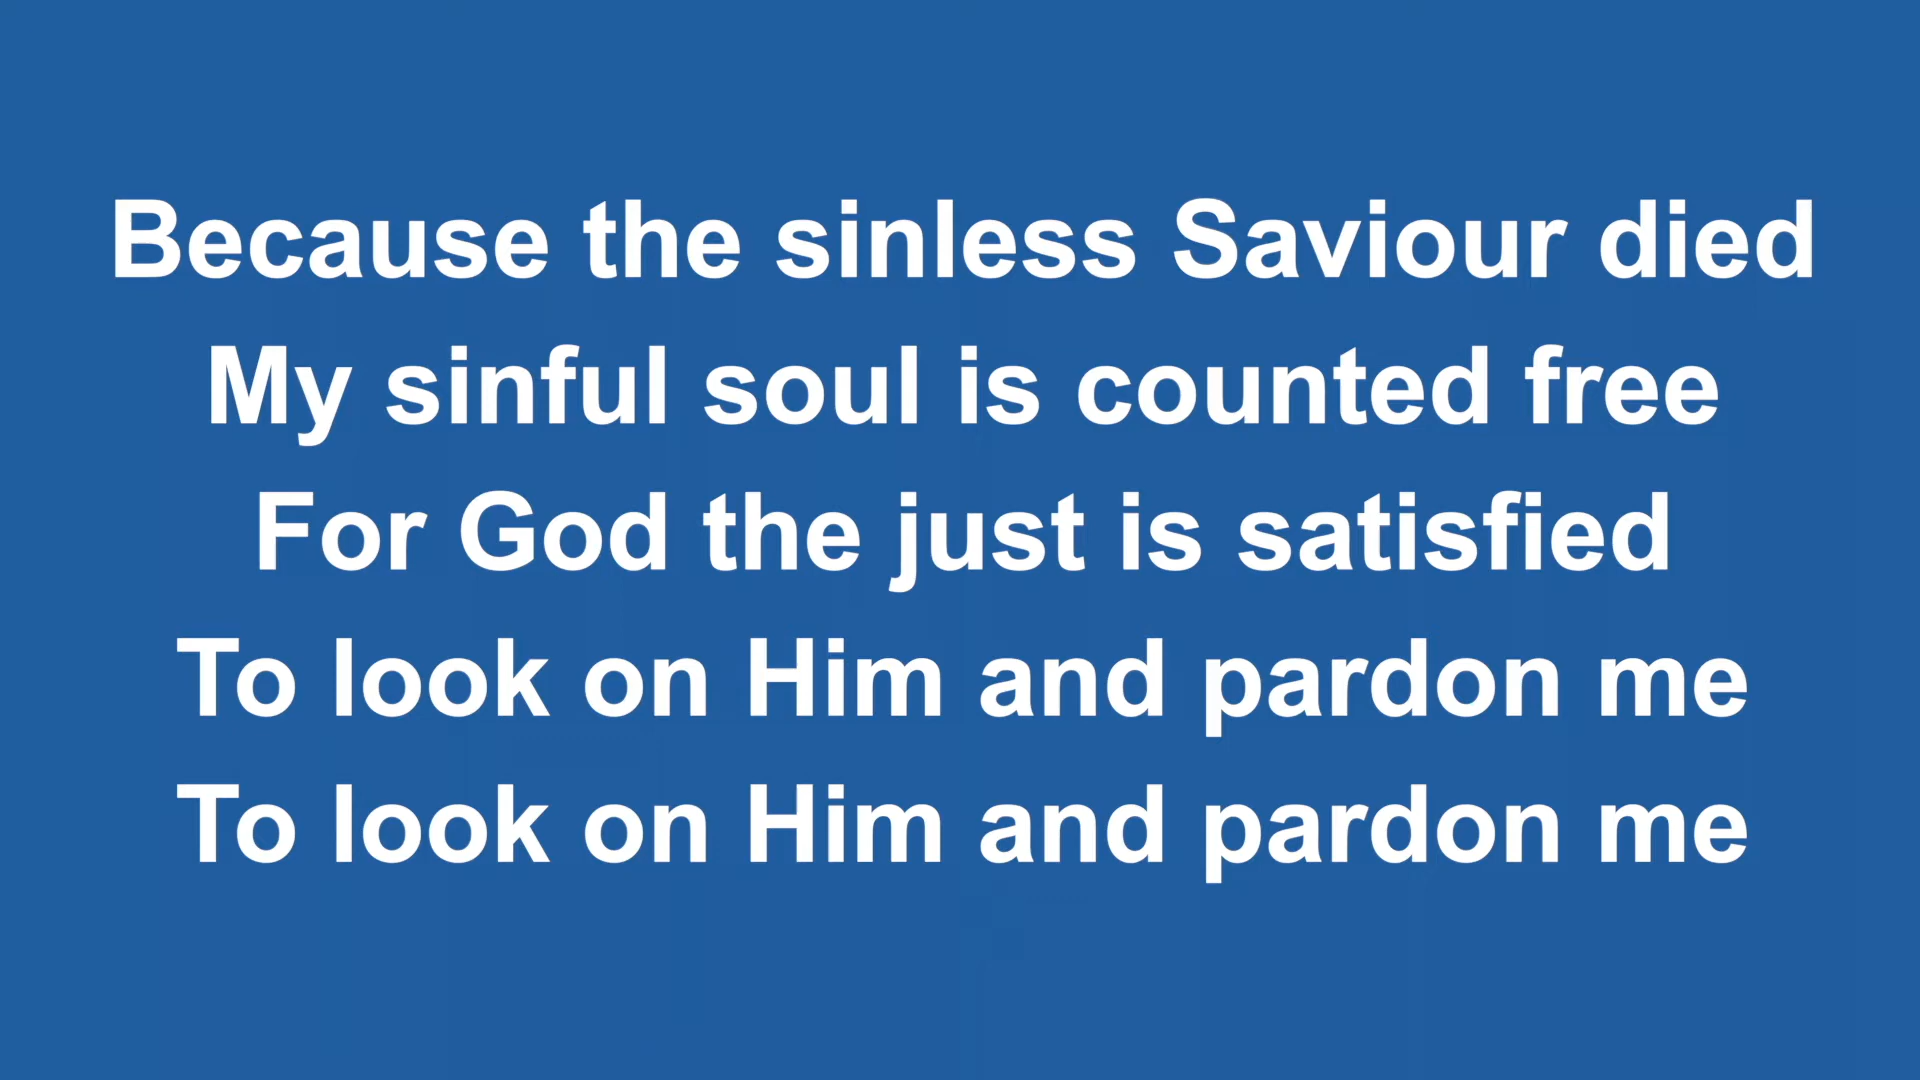 Because the sinless Saviour died
My sinful soul is counted free
For God the just is satisfied
To look on Him and pardon me
To look on Him and pardon me